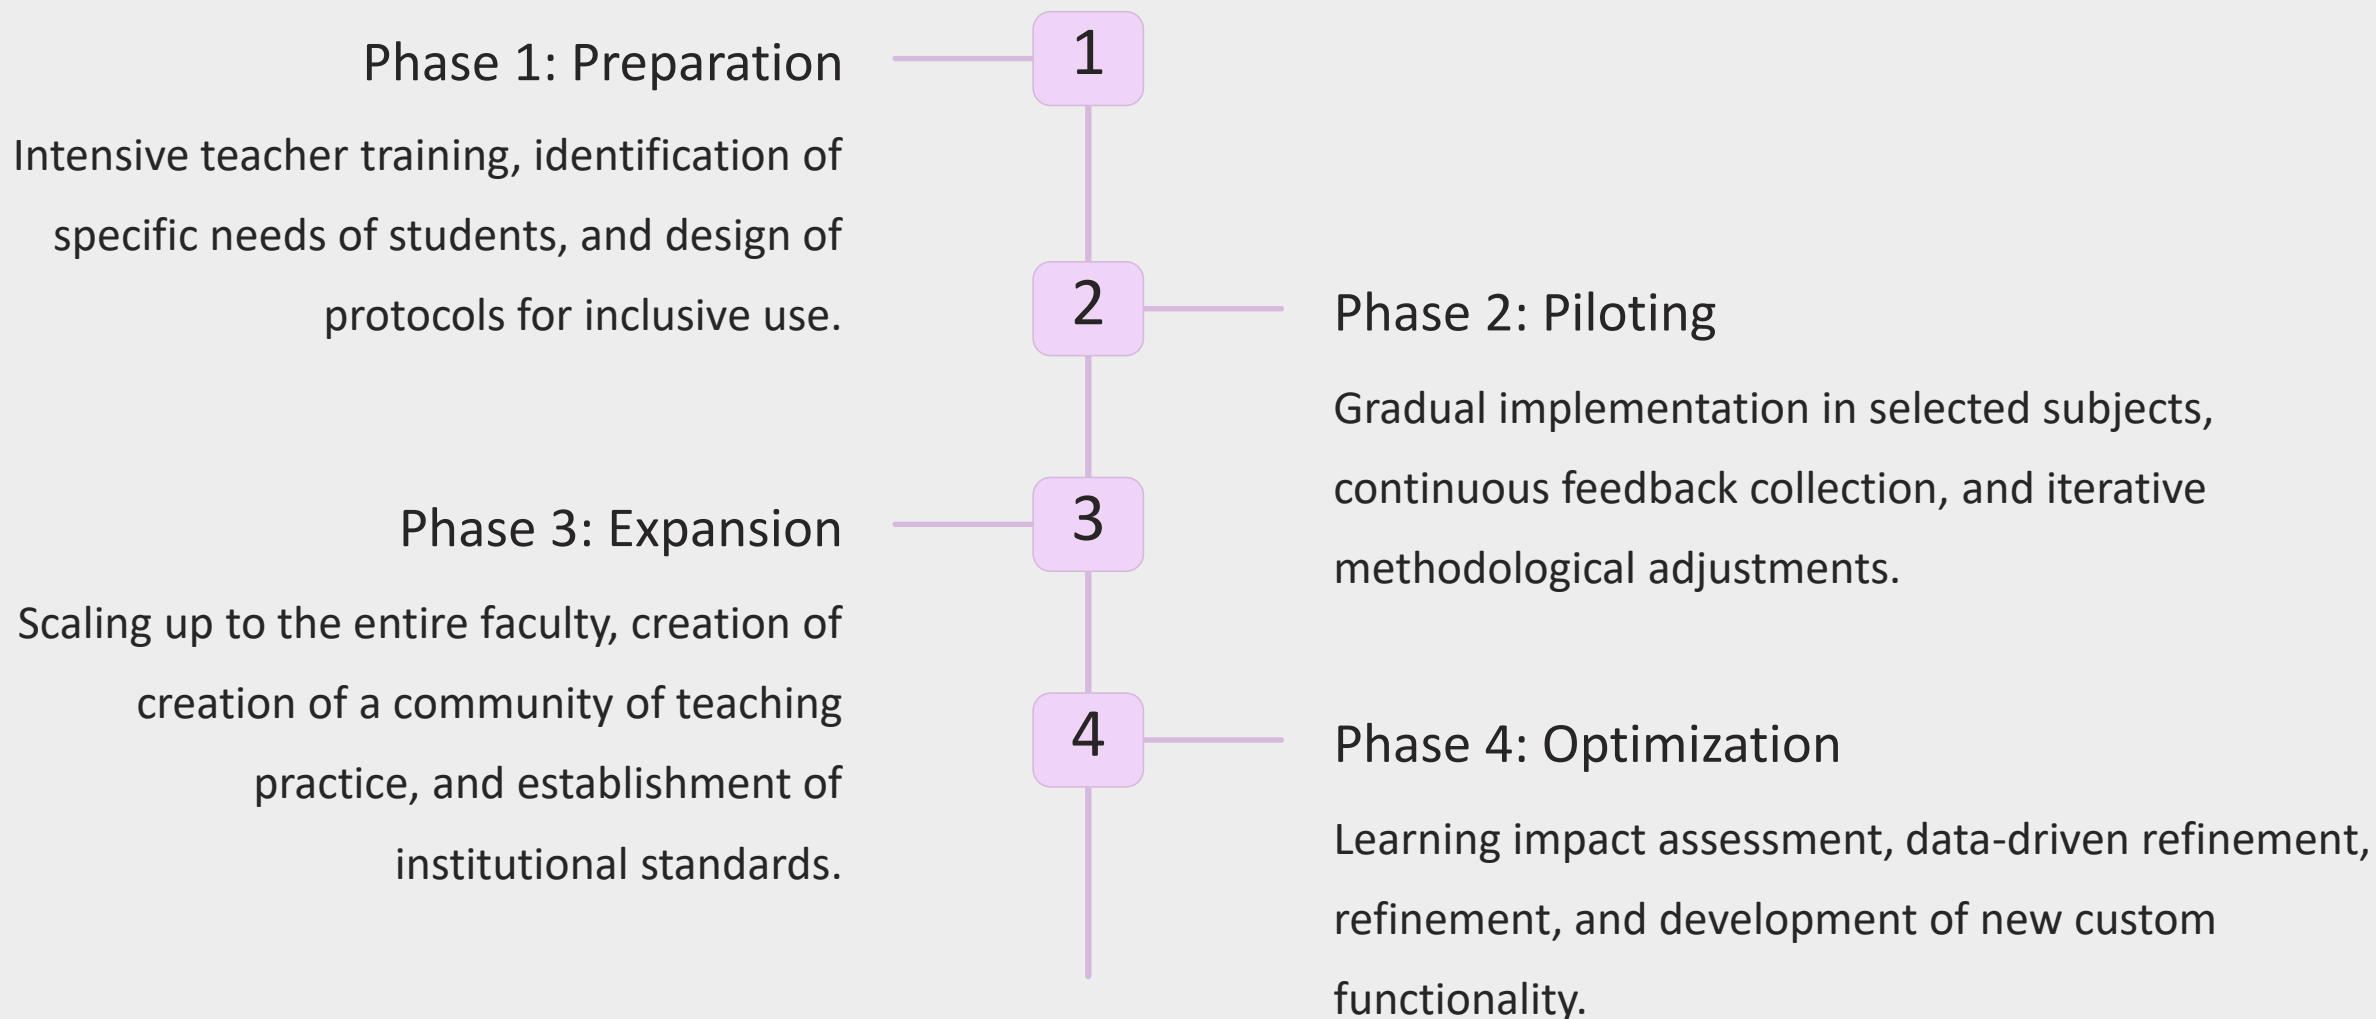 1
Phase 1: Preparation
Intensive teacher training, identification of
specific needs of students, and design of
protocols for inclusive use.
2
Phase 2: Piloting
Gradual implementation in selected subjects,
continuous feedback collection, and iterative
methodological adjustments.
3
Phase 3: Expansion
Scaling up to the entire faculty, creation of
creation of a community of teaching
practice, and establishment of
institutional standards.
4
Phase 4: Optimization
Learning impact assessment, data-driven refinement,
refinement, and development of new custom
functionality.